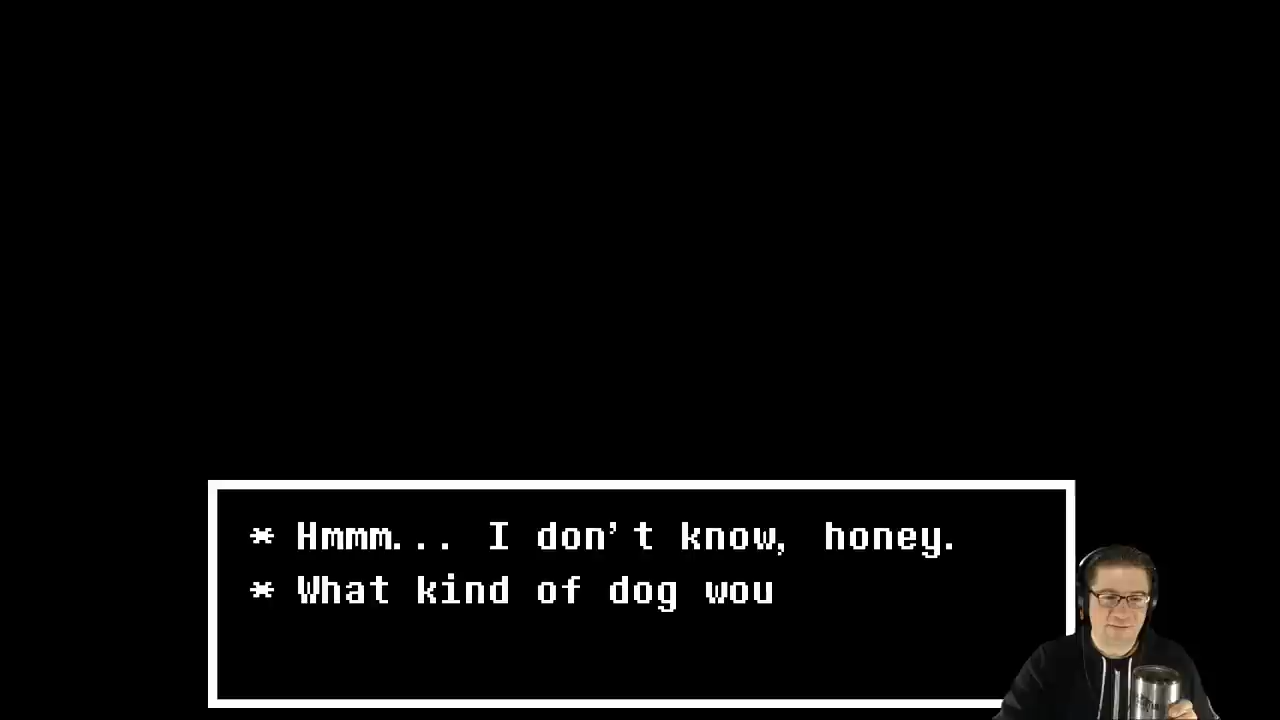 * Hmmm... I don't know, honey.
* What kind of dog wou